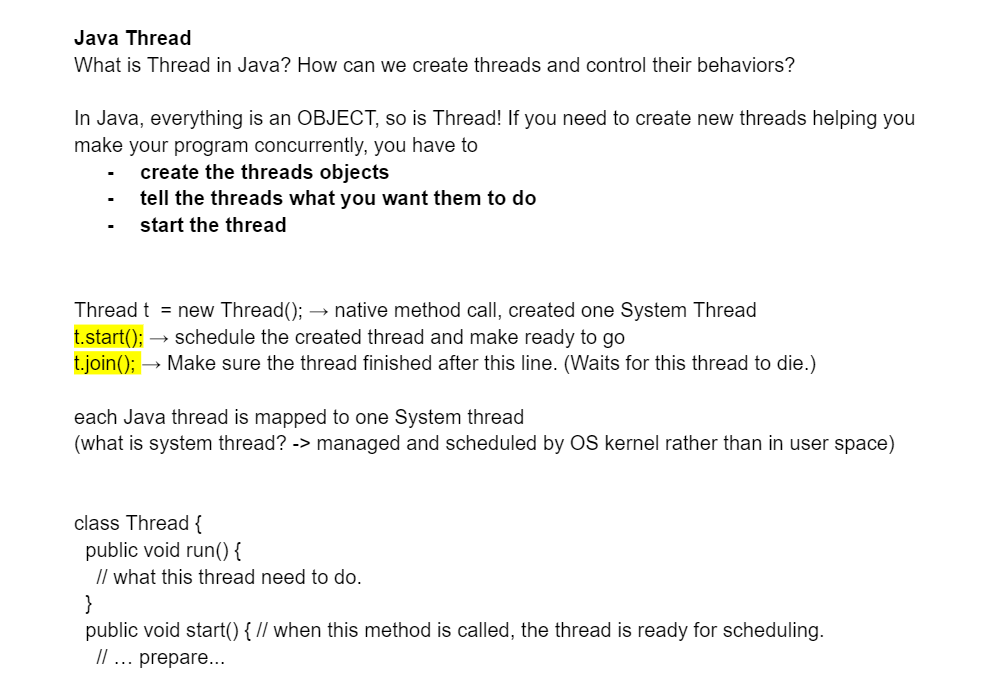 Java Thread
What is Thread in Java? How can we create threads and control their behaviors?
In Java, everything is an OBJECT, so is Thread! If you need to create new threads helping you
make your program concurrently, you have to
- create the threads objects
- tell the threads what you want them to do
- start the thread
Thread t  = new Thread(); → native method call, created one System Thread
t.start(); → schedule the created thread and make ready to go
t.join(); → Make sure the thread finished after this line. (Waits for this thread to die.)
each Java thread is mapped to one System thread
(what is system thread? -> managed and scheduled by OS kernel rather than in user space)
class Thread {
public void run() {
// what this thread need to do.
}
public void start() { // when this method is called, the thread is ready for scheduling.
// … prepare...